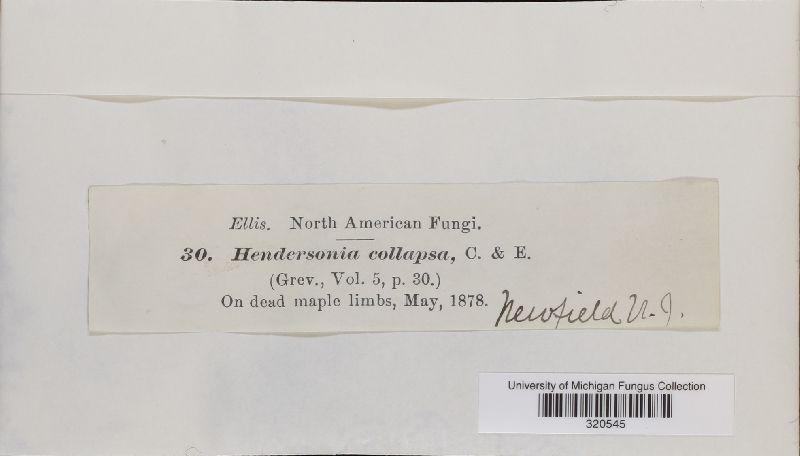 Ellis. North American Fungi.
30. Hendersonia collapsa, C. & E.
(Grev., Vol. 5, p. 30.)
On dead maple limbs, May, 1878. Newfield N. J.
University of Michigan Fungus Collection
320545